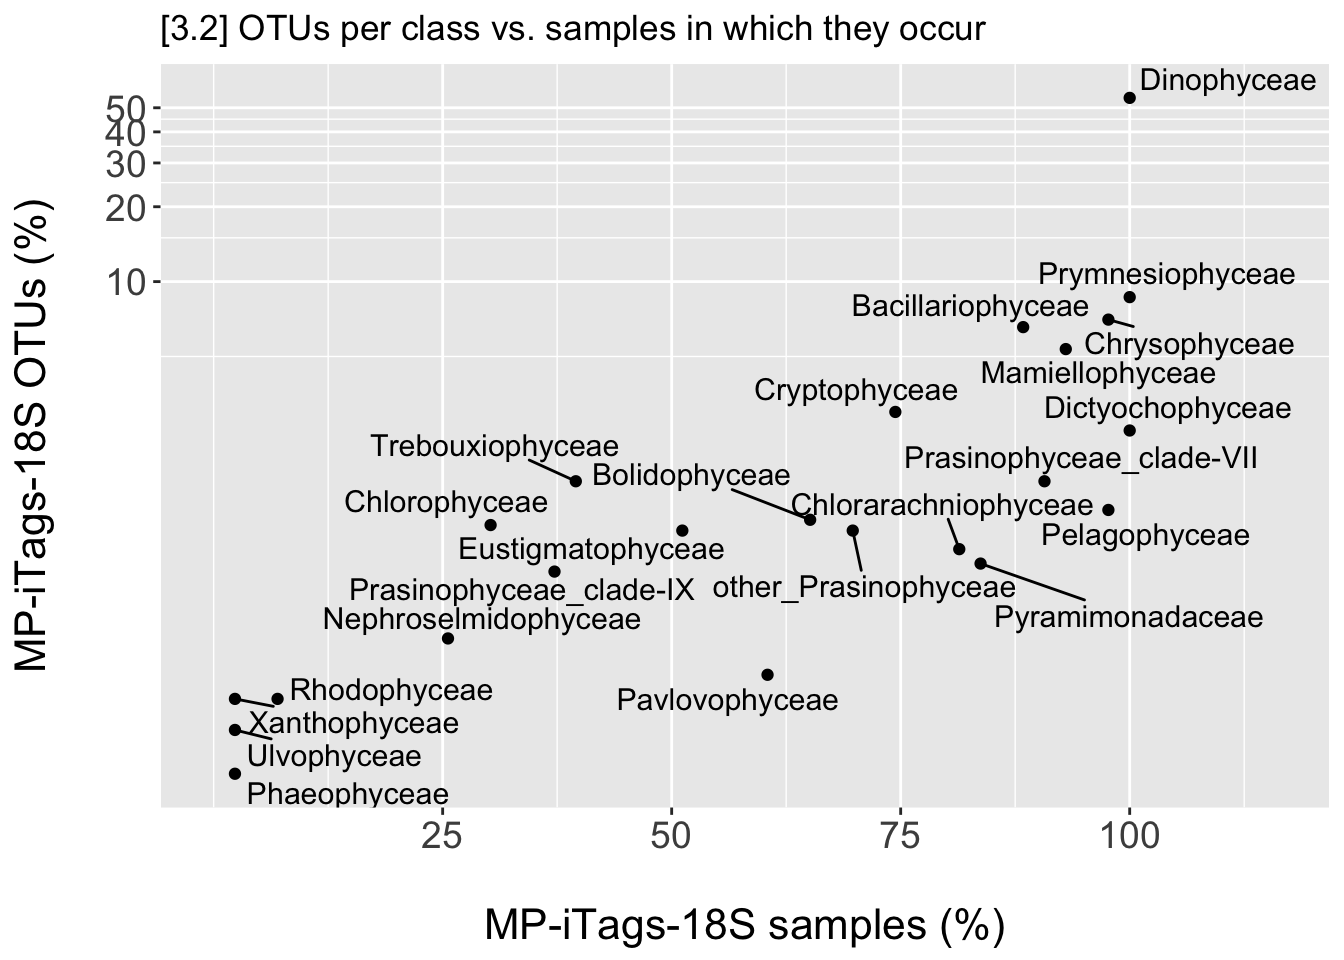 [3.2] OTUs per class vs. samples in which they occur
Dinophyceae
50
40
30
20
10
MP-iTags-18S OTUs (%)
Prymnesiophyceae
Bacillariophyceae
Chrysophyceae
Mamiellophyceae
Cryptophyceae
Dictyochophyceae
Trebouxiophyceae
Prasinophyceae_clade-VII
Bolidophyceae
Chlorophyceae
Chlorarachniophyceae
Pelagophyceae
Eustigmatophyceae
Prasinophyceae_clade-IX
other_Prasinophyceae
Nephroselmidophyceae
Pyramimonadaceae
Rhodophyceae
Pavlovophyceae
Xanthophyceae
Ulvophyceae
Phaeophyceae
25
50
75
100
MP-iTags-18S samples (%)